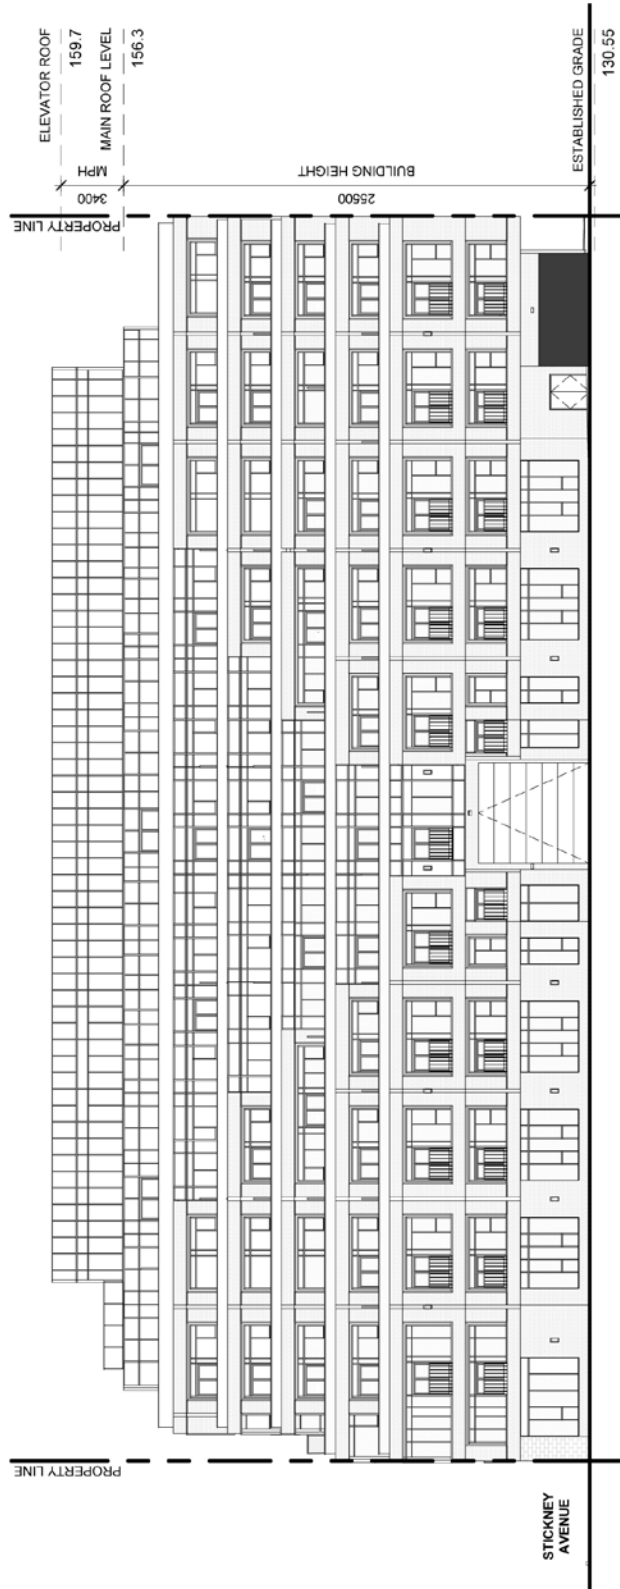 ELEVATOR ROOF
159.7
MAIN ROOF LEVEL
156.3
MPH
3400
BUILDING HEIGHT
25500
ESTABLISHED GRADE
130.55
PROPERTY LINE
PROPERTY LINE
STICKNEY
AVENUE